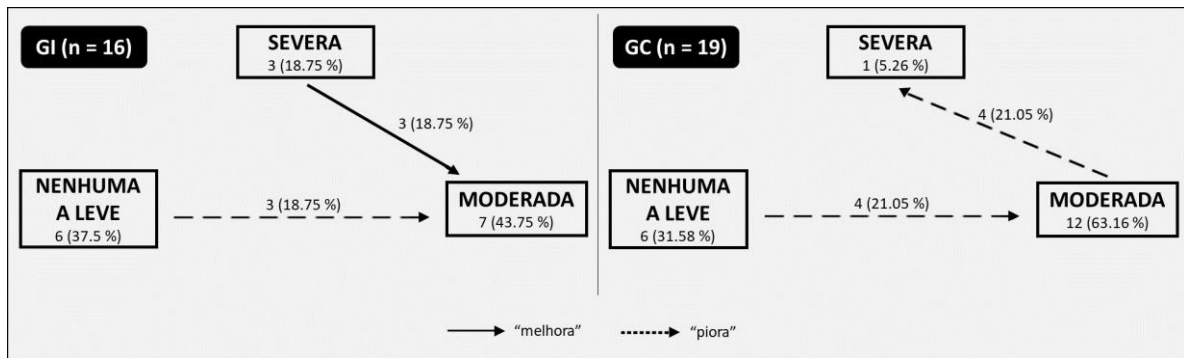 GI (n = 16)
SEVERA
3 (18.75 %)
3 (18.75 %)
NENHUMA
A LEVE
6 (37.5 %)
3 (18.75 %)
MODERADA
7 (43.75 %)
GC (n = 19)
SEVERA
1 (5.26 %)
4 (21.05 %)
NENHUMA
A LEVE
6 (31.58 %)
4 (21.05 %)
MODERADA
12 (63.16 %)
“melhora”
“piora”